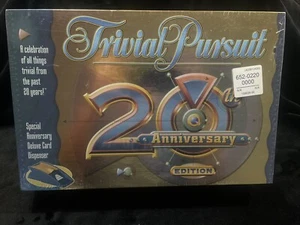 Trivial Pursuit
A celebration
of all things
trivial from
the past
20 years!
652-0220
0000
20th
Anniversary
EDITION
Special
Anniversary
Deluxe Card
Dispenser